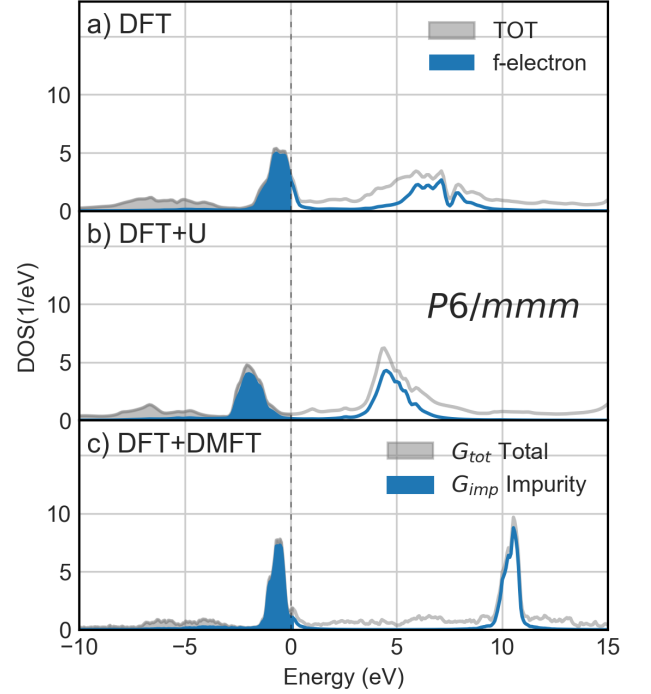 a) DFT
TOT
f-electron
10
5
0
b) DFT+U
P6/mmm
10
5
0
DOS(1/eV)
c) DFT+DMFT
G_tot Total
G_imp Impurity
10
5
0
−10 −5 0 5 10 15
Energy (eV)